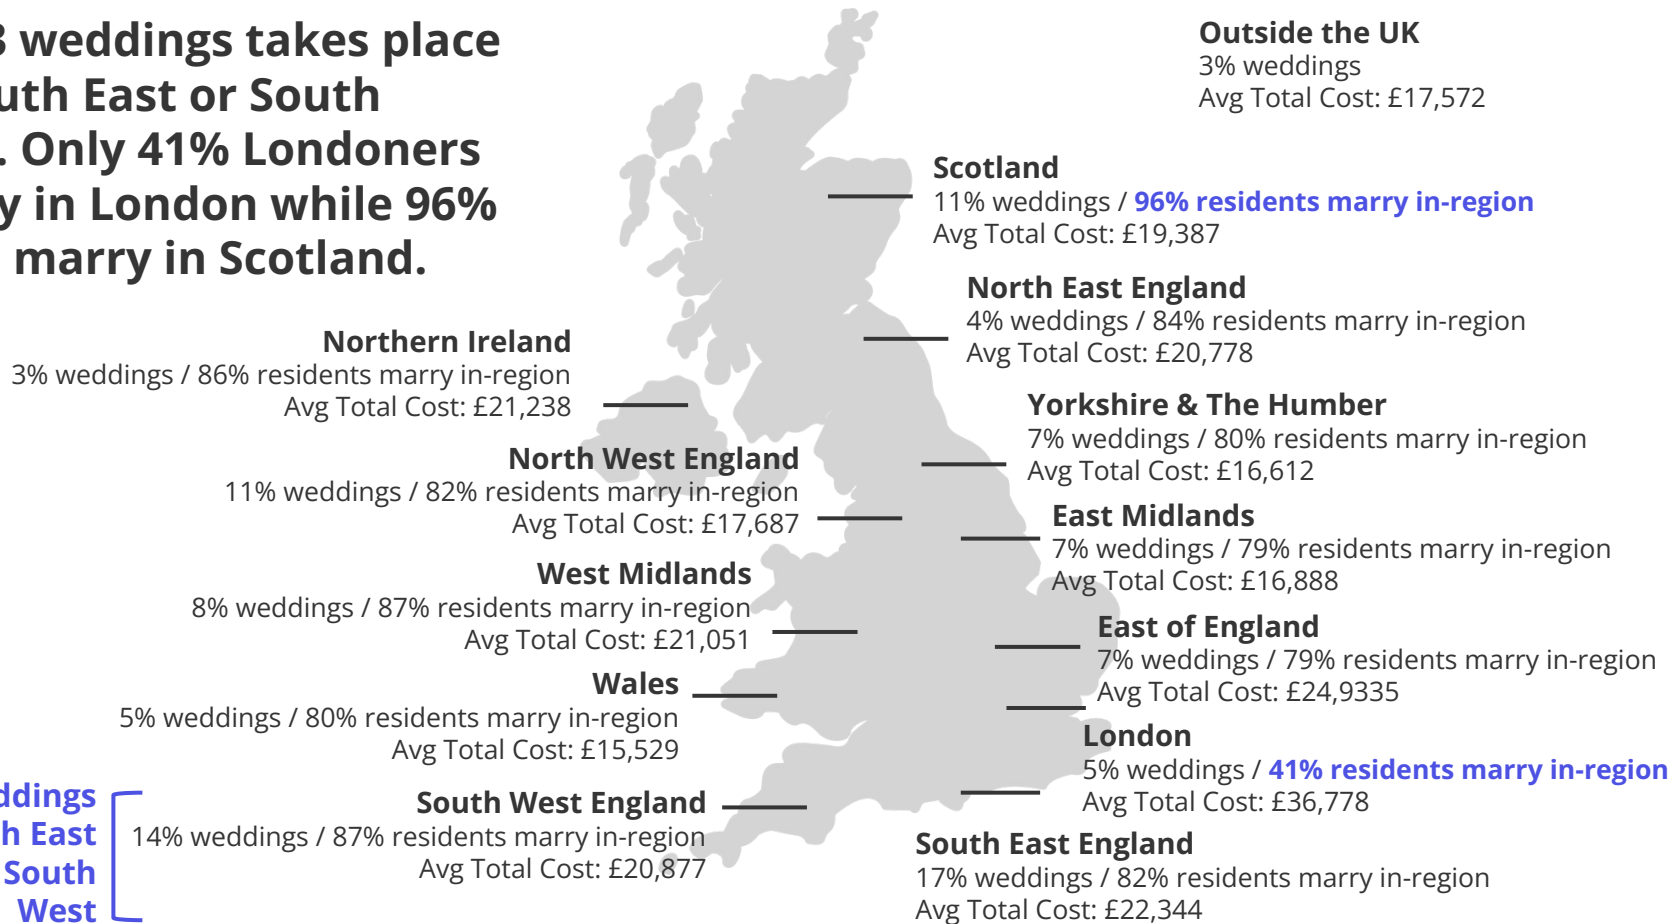 3 weddings takes place
uth East or South
. Only 41% Londoners
y in London while 96%
marry in Scotland.
Outside the UK
3% weddings
Avg Total Cost: £17,572
Scotland
11% weddings / 96% residents marry in-region
Avg Total Cost: £19,387
North East England
4% weddings / 84% residents marry in-region
Avg Total Cost: £20,778
Northern Ireland
3% weddings / 86% residents marry in-region
Avg Total Cost: £21,238
Yorkshire & The Humber
7% weddings / 80% residents marry in-region
Avg Total Cost: £16,612
North West England
11% weddings / 82% residents marry in-region
Avg Total Cost: £17,687
East Midlands
7% weddings / 79% residents marry in-region
Avg Total Cost: £16,888
West Midlands
8% weddings / 87% residents marry in-region
Avg Total Cost: £21,051
East of England
7% weddings / 79% residents marry in-region
Avg Total Cost: £24,9335
Wales
5% weddings / 80% residents marry in-region
Avg Total Cost: £15,529
London
5% weddings / 41% residents marry in-region
Avg Total Cost: £36,778
ddings
h East
South
West
South West England
14% weddings / 87% residents marry in-region
Avg Total Cost: £20,877
South East England
17% weddings / 82% residents marry in-region
Avg Total Cost: £22,344